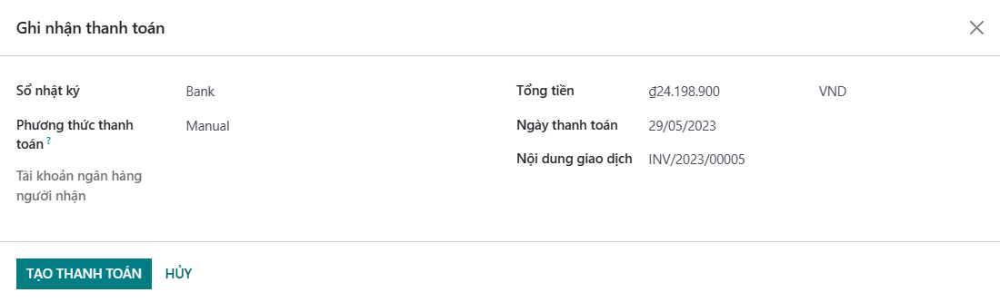 Ghi nhận thanh toán
Sổ nhật ký Bank
Phương thức thanh toán ? Manual
Tài khoản ngân hàng
người nhận
Tổng tiền ₫24.198.900 VND
Ngày thanh toán 29/05/2023
Nội dung giao dịch INV/2023/00005
TẠO THANH TOÁN HỦY